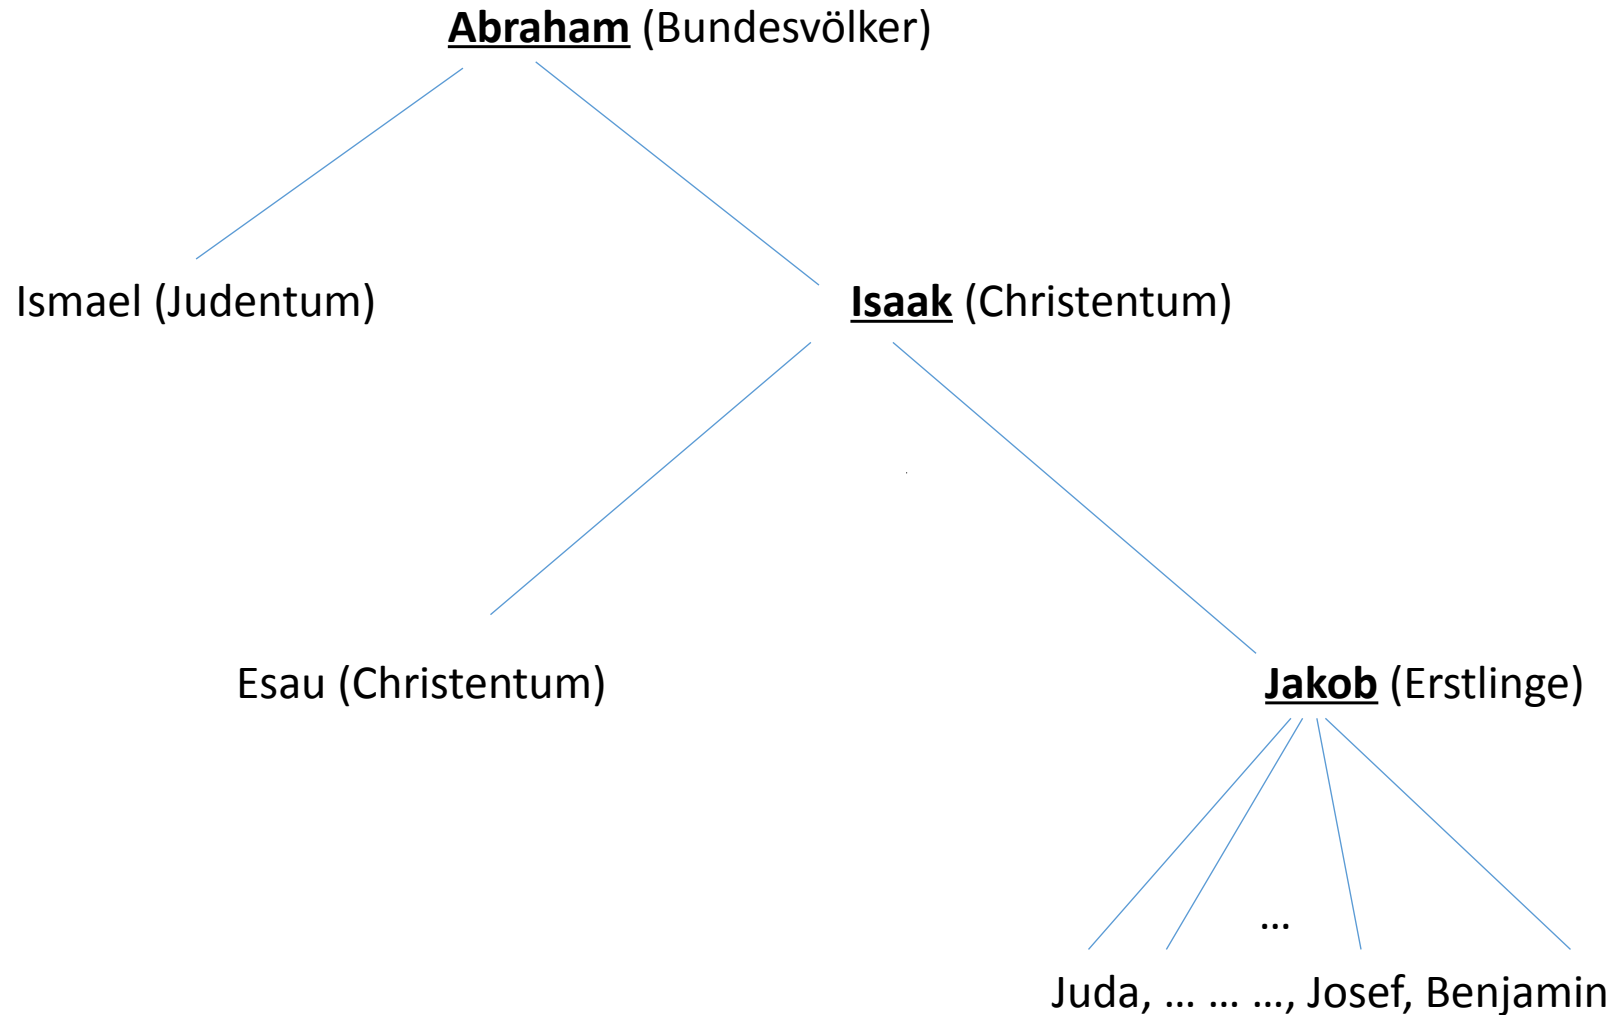 Abraham (Bundesvölker)
Ismael (Judentum)
Isaak (Christentum)
Esau (Christentum)
Jakob (Erstlinge)
...
Juda, ... ... ..., Josef, Benjamin